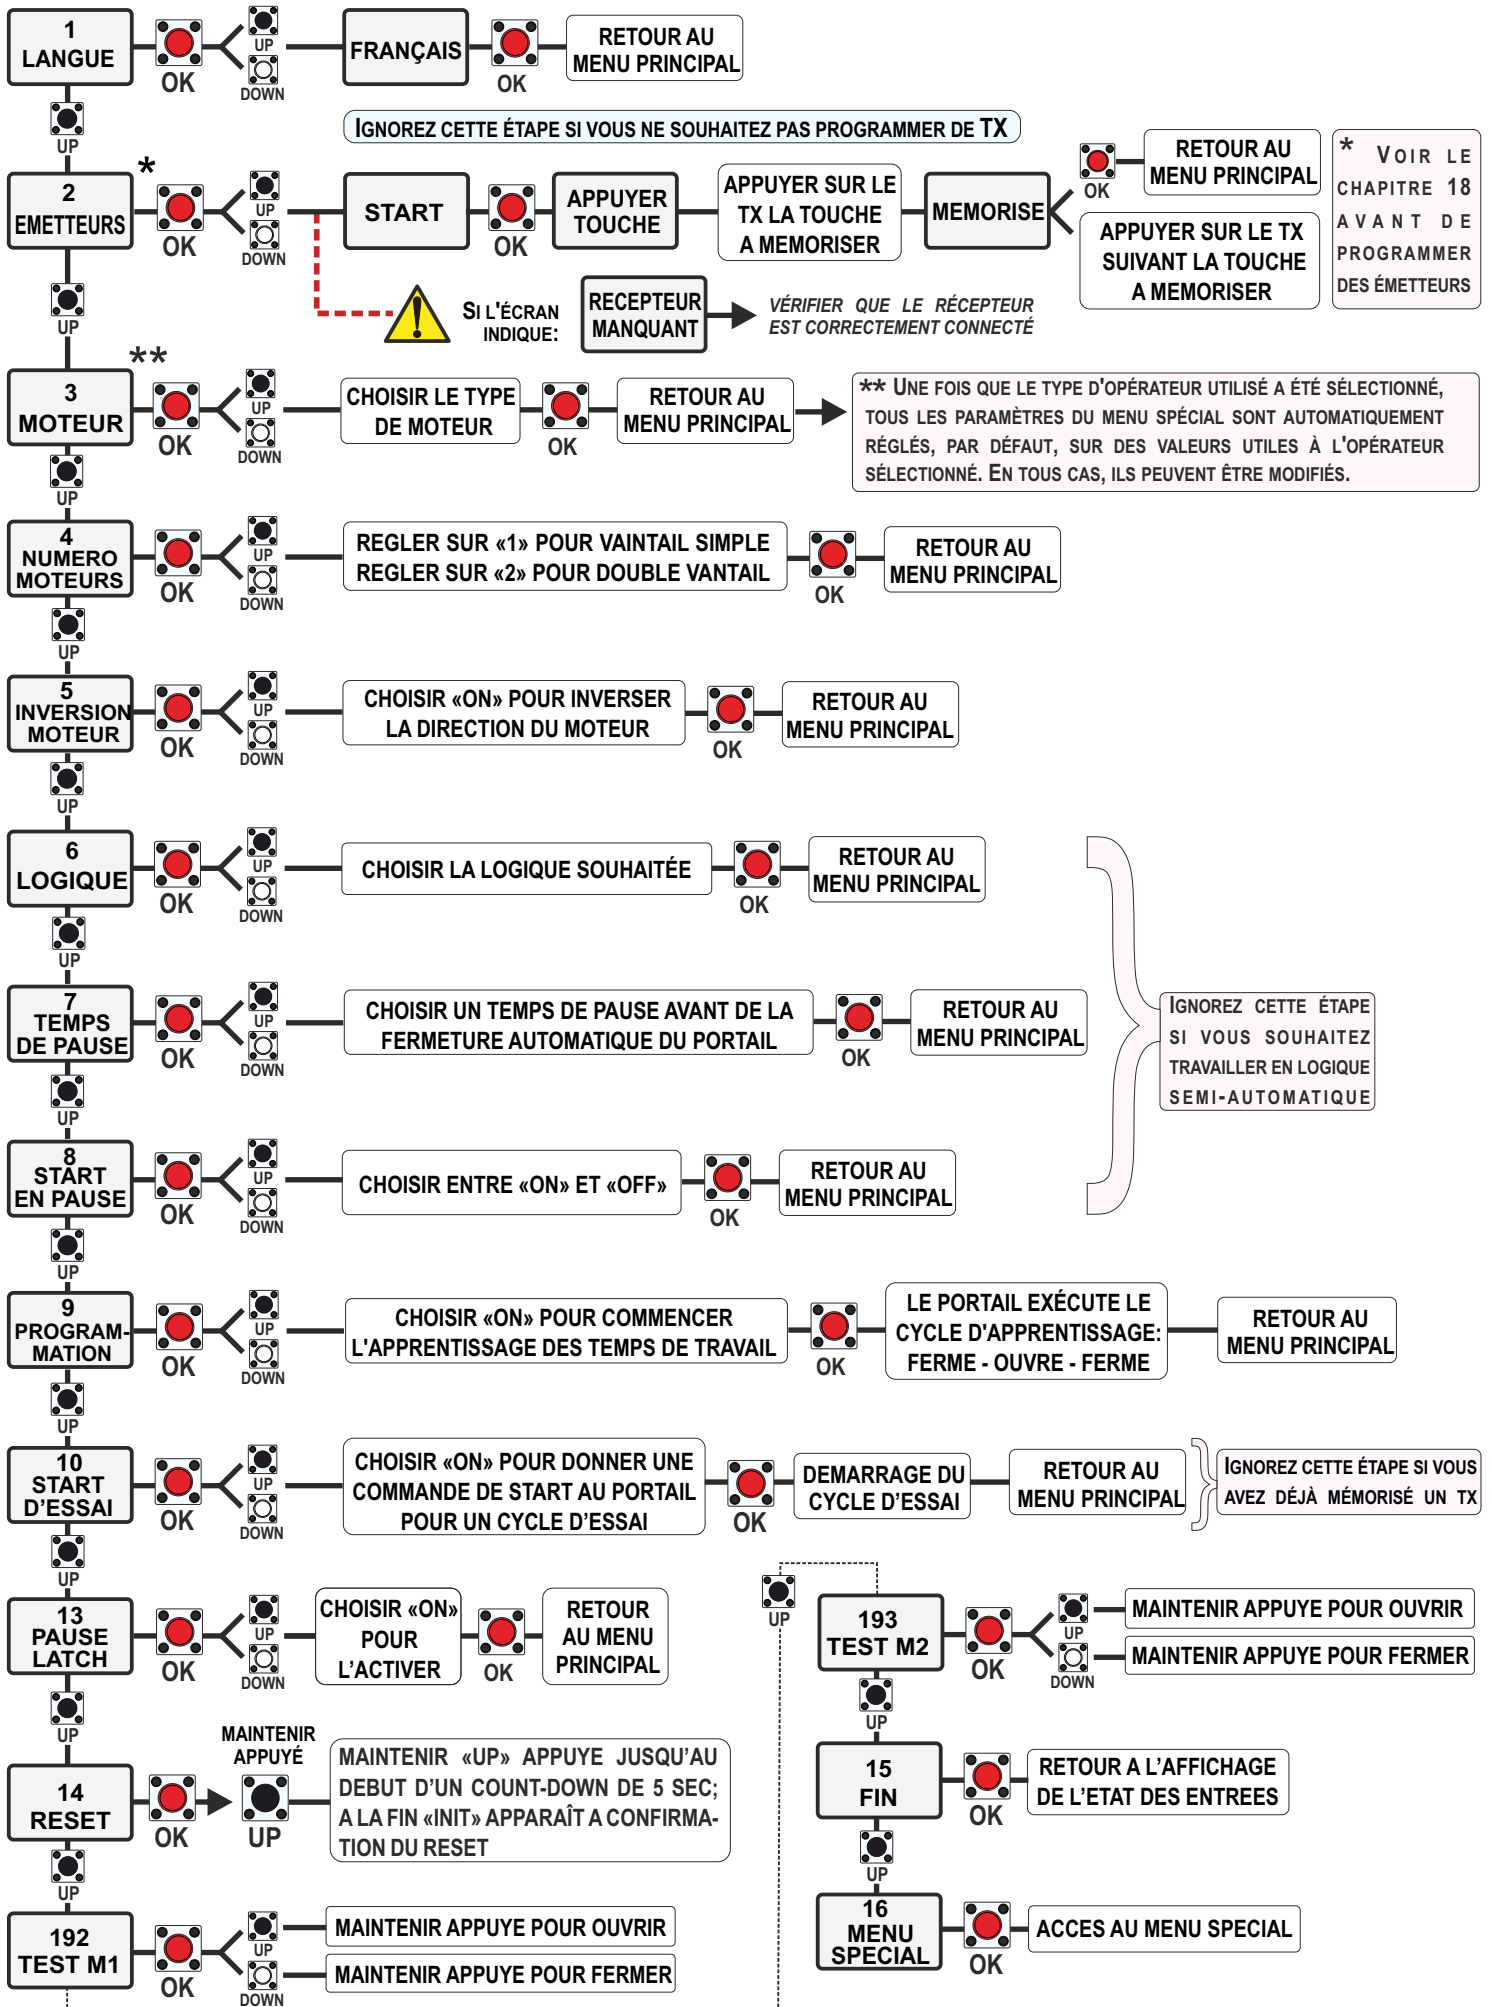 1
LANGUE
OK
UP
DOWN
FRANÇAIS
OK
RETOUR AU
MENU PRINCIPAL
UP
IGNOREZ CETTE ÉTAPE SI VOUS NE SOUHAITEZ PAS PROGRAMMER DE TX
2
EMETTEURS
*
OK
UP
DOWN
START
OK
APPUYER
TOUCHE
APPUYER SUR LE
TX LA TOUCHE
A MEMORISER
MEMORISE
OK
RETOUR AU
MENU PRINCIPAL
APPUYER SUR LE TX
SUIVANT LA TOUCHE
A MEMORISER
* VOIR LE
CHAPITRE 18
AVANT DE
PROGRAMMER
DES ÉMETTEURS
SI L'ÉCRAN
INDIQUE:
RECEPTEUR
MANQUANT
VÉRIFIER QUE LE RÉCEPTEUR
EST CORRECTEMENT CONNECTÉ
UP
3
MOTEUR
**
OK
UP
DOWN
CHOISIR LE TYPE
DE MOTEUR
OK
RETOUR AU
MENU PRINCIPAL
** UNE FOIS QUE LE TYPE D'OPÉRATEUR UTILISÉ A ÉTÉ SÉLECTIONNÉ,
TOUS LES PARAMÈTRES DU MENU SPÉCIAL SONT AUTOMATIQUEMENT
RÉGLÉS, PAR DÉFAUT, SUR DES VALEURS UTILES À L'OPÉRATEUR
SÉLECTIONNÉ. EN TOUS CAS, ILS PEUVENT ÊTRE MODIFIÉS.
UP
4
NUMERO
MOTEURS
OK
UP
DOWN
REGLER SUR «1» POUR VAINTAIL SIMPLE
REGLER SUR «2» POUR DOUBLE VANTAIL
OK
RETOUR AU
MENU PRINCIPAL
UP
5
INVERSION
MOTEUR
OK
UP
DOWN
CHOISIR «ON» POUR INVERSER
LA DIRECTION DU MOTEUR
OK
RETOUR AU
MENU PRINCIPAL
UP
6
LOGIQUE
OK
UP
DOWN
CHOISIR LA LOGIQUE SOUHAITÉE
OK
RETOUR AU
MENU PRINCIPAL
UP
7
TEMPS
DE PAUSE
OK
UP
DOWN
CHOISIR UN TEMPS DE PAUSE AVANT DE LA
FERMETURE AUTOMATIQUE DU PORTAIL
OK
RETOUR AU
MENU PRINCIPAL
IGNOREZ CETTE ÉTAPE
SI VOUS SOUHAITEZ
TRAVAILLER EN LOGIQUE
SEMI-AUTOMATIQUE
UP
8
START
EN PAUSE
OK
UP
DOWN
CHOISIR ENTRE «ON» ET «OFF»
OK
RETOUR AU
MENU PRINCIPAL
UP
9
PROGRAM-
MATION
OK
UP
DOWN
CHOISIR «ON» POUR COMMENCER
L'APPRENTISSAGE DES TEMPS DE TRAVAIL
OK
LE PORTAIL EXÉCUTE LE
CYCLE D'APPRENTISSAGE:
FERME - OUVRE - FERME
RETOUR AU
MENU PRINCIPAL
UP
10
START
D'ESSAI
OK
UP
DOWN
CHOISIR «ON» POUR DONNER UNE
COMMANDE DE START AU PORTAIL
POUR UN CYCLE D'ESSAI
OK
DEMARRAGE DU
CYCLE D'ESSAI
RETOUR AU
MENU PRINCIPAL
IGNOREZ CETTE ÉTAPE SI VOUS
AVEZ DÉJÀ MÉMORISÉ UN TX
UP
13
PAUSE
LATCH
OK
UP
DOWN
CHOISIR «ON»
POUR
L'ACTIVER
OK
RETOUR
AU MENU
PRINCIPAL
UP
14
RESET
OK
MAINTENIR
APPUYÉ
UP
MAINTENIR «UP» APPUYE JUSQU'AU
DEBUT D'UN COUNT-DOWN DE 5 SEC;
A LA FIN «INIT» APPARAÎT A CONFIRMA-
TION DU RESET
UP
192
TEST M1
OK
UP
DOWN
MAINTENIR APPUYE POUR OUVRIR
MAINTENIR APPUYE POUR FERMER
UP
193
TEST M2
OK
UP
DOWN
MAINTENIR APPUYE POUR OUVRIR
MAINTENIR APPUYE POUR FERMER
UP
15
FIN
OK
RETOUR A L'AFFICHAGE
DE L'ETAT DES ENTREES
UP
16
MENU
SPECIAL
OK
ACCES AU MENU SPECIAL